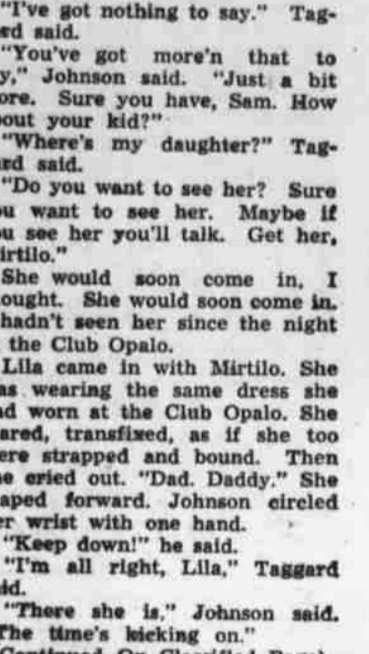 "I've got nothing to say." Tag-
rd said.
"You've got more'n that to
y," Johnson said. "Just a bit
ore. Sure you have, Sam. How
out your kid?"
"Where's my daughter?" Tag-
rd said.
"Do you want to see her? Sure
u want to see her. Maybe if
u see her you'll talk. Get her,
irtilo."
She would soon come in, I
ought. She would soon come in.
hadn't seen her since the night
the Club Opalo.
Lila came in with Mirtilo. She
as wearing the same dress she
d worn at the Club Opalo. She
ared, transfixed, as if she too
ere strapped and bound. Then
e cried out. "Dad. Daddy." She
aped forward. Johnson circled
er wrist with one hand.
"Keep down!" he said.
"I'm all right, Lila," Taggard
id.
"There she is," Johnson said.
The time's kicking on."
(Continued On Classified Page)